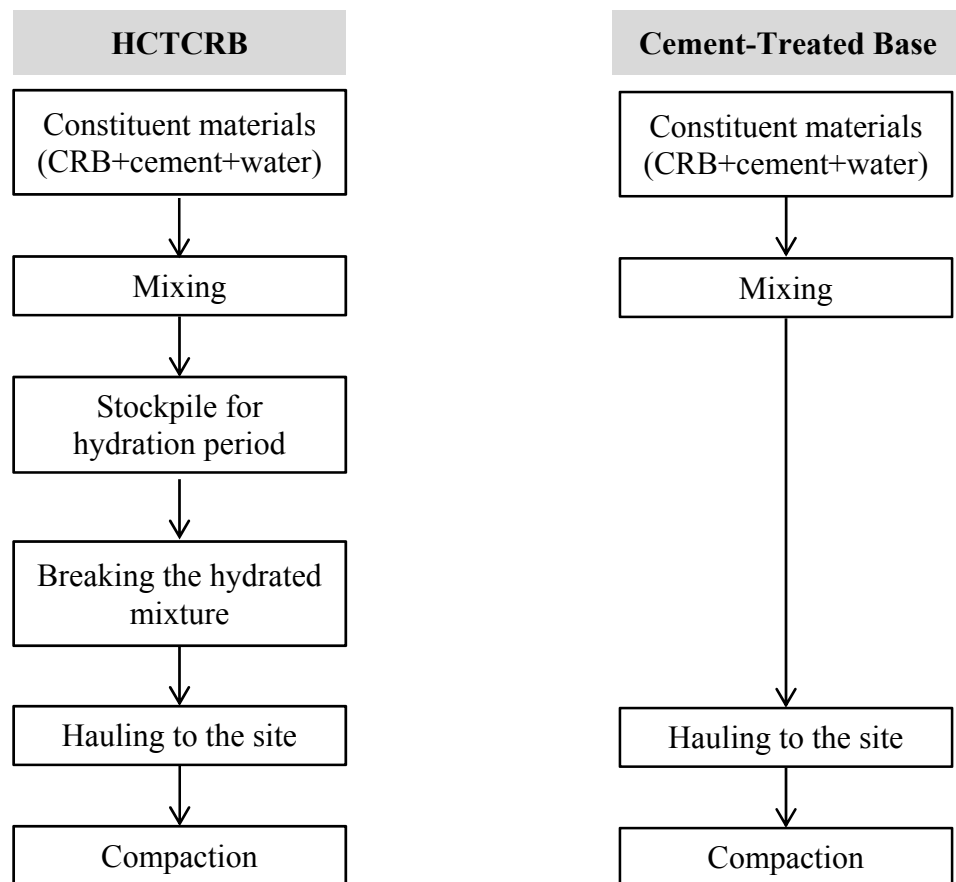 HCTCRB
Constituent materials
(CRB+cement+water)
Mixing
Stockpile for
hydration period
Breaking the hydrated
mixture
Hauling to the site
Compaction
Cement-Treated Base
Constituent materials
(CRB+cement+water)
Mixing
Hauling to the site
Compaction